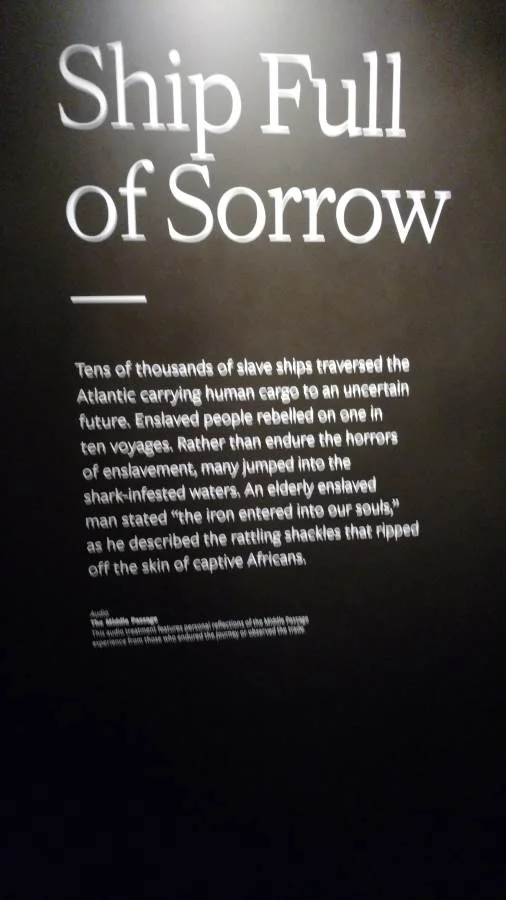 Ship Full
of Sorrow
Tens of thousands of slave ships traversed the
Atlantic carrying human cargo to an uncertain
future. Enslaved people rebelled on one in
ten voyages. Rather than endure the horrors
of enslavement, many jumped into the
shark-infested waters. An elderly enslaved
man stated “the iron entered into our souls,”
as he described the rattling shackles that ripped
off the skin of captive Africans.
Audio
The Middle Passage
This audio treatment features personal reflections of the Middle Passage
experience from those who endured the journey or observed the